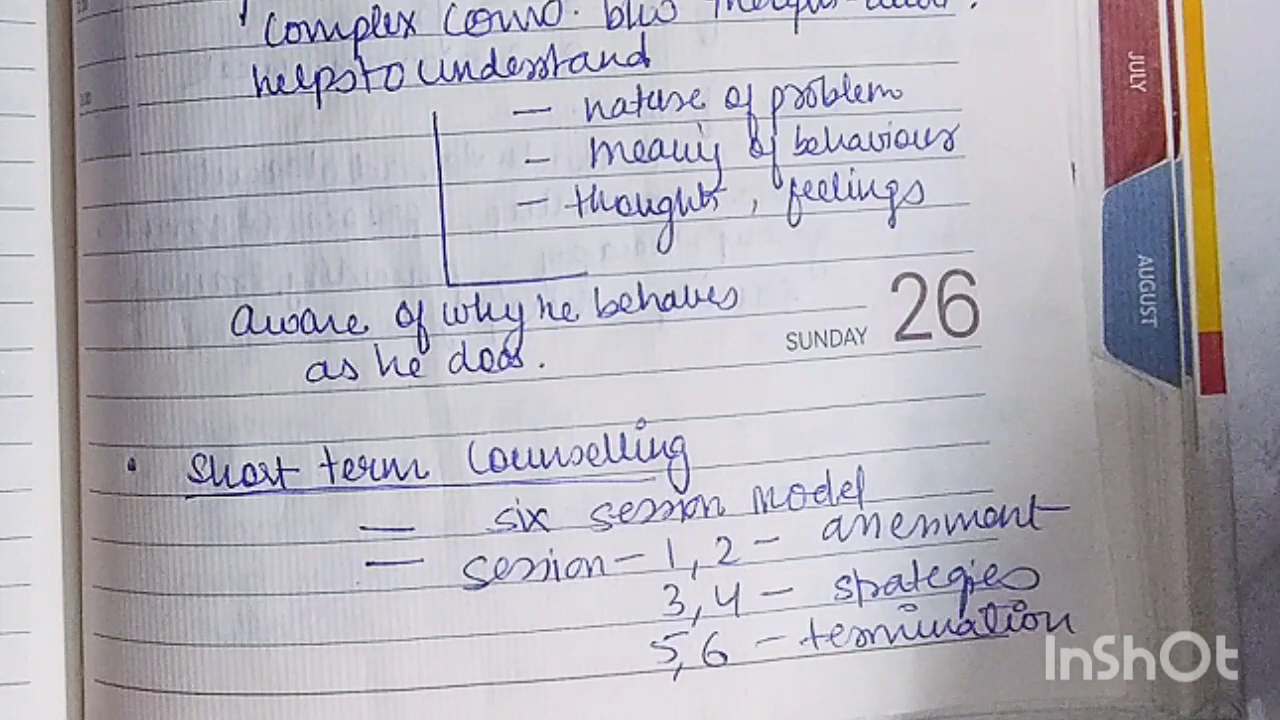 complex comb. b/w
helps to understand
— nature of problem
— meaning of behaviours
— thoughts, feelings
aware of why he behaves
as he does.
SUNDAY 26
• Short term Counselling
— six session model
— session - 1, 2 - assessment
3, 4 - strategies
5, 6 - termination
JULY
AUGUST
InShOt